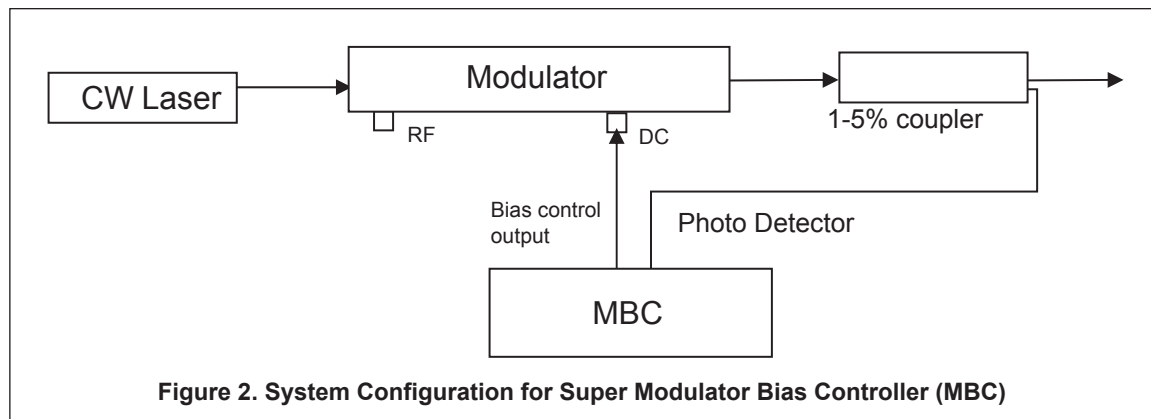 CW Laser
Modulator
1-5% coupler
RF
DC
Bias control
output
Photo Detector
MBC
Figure 2. System Configuration for Super Modulator Bias Controller (MBC)